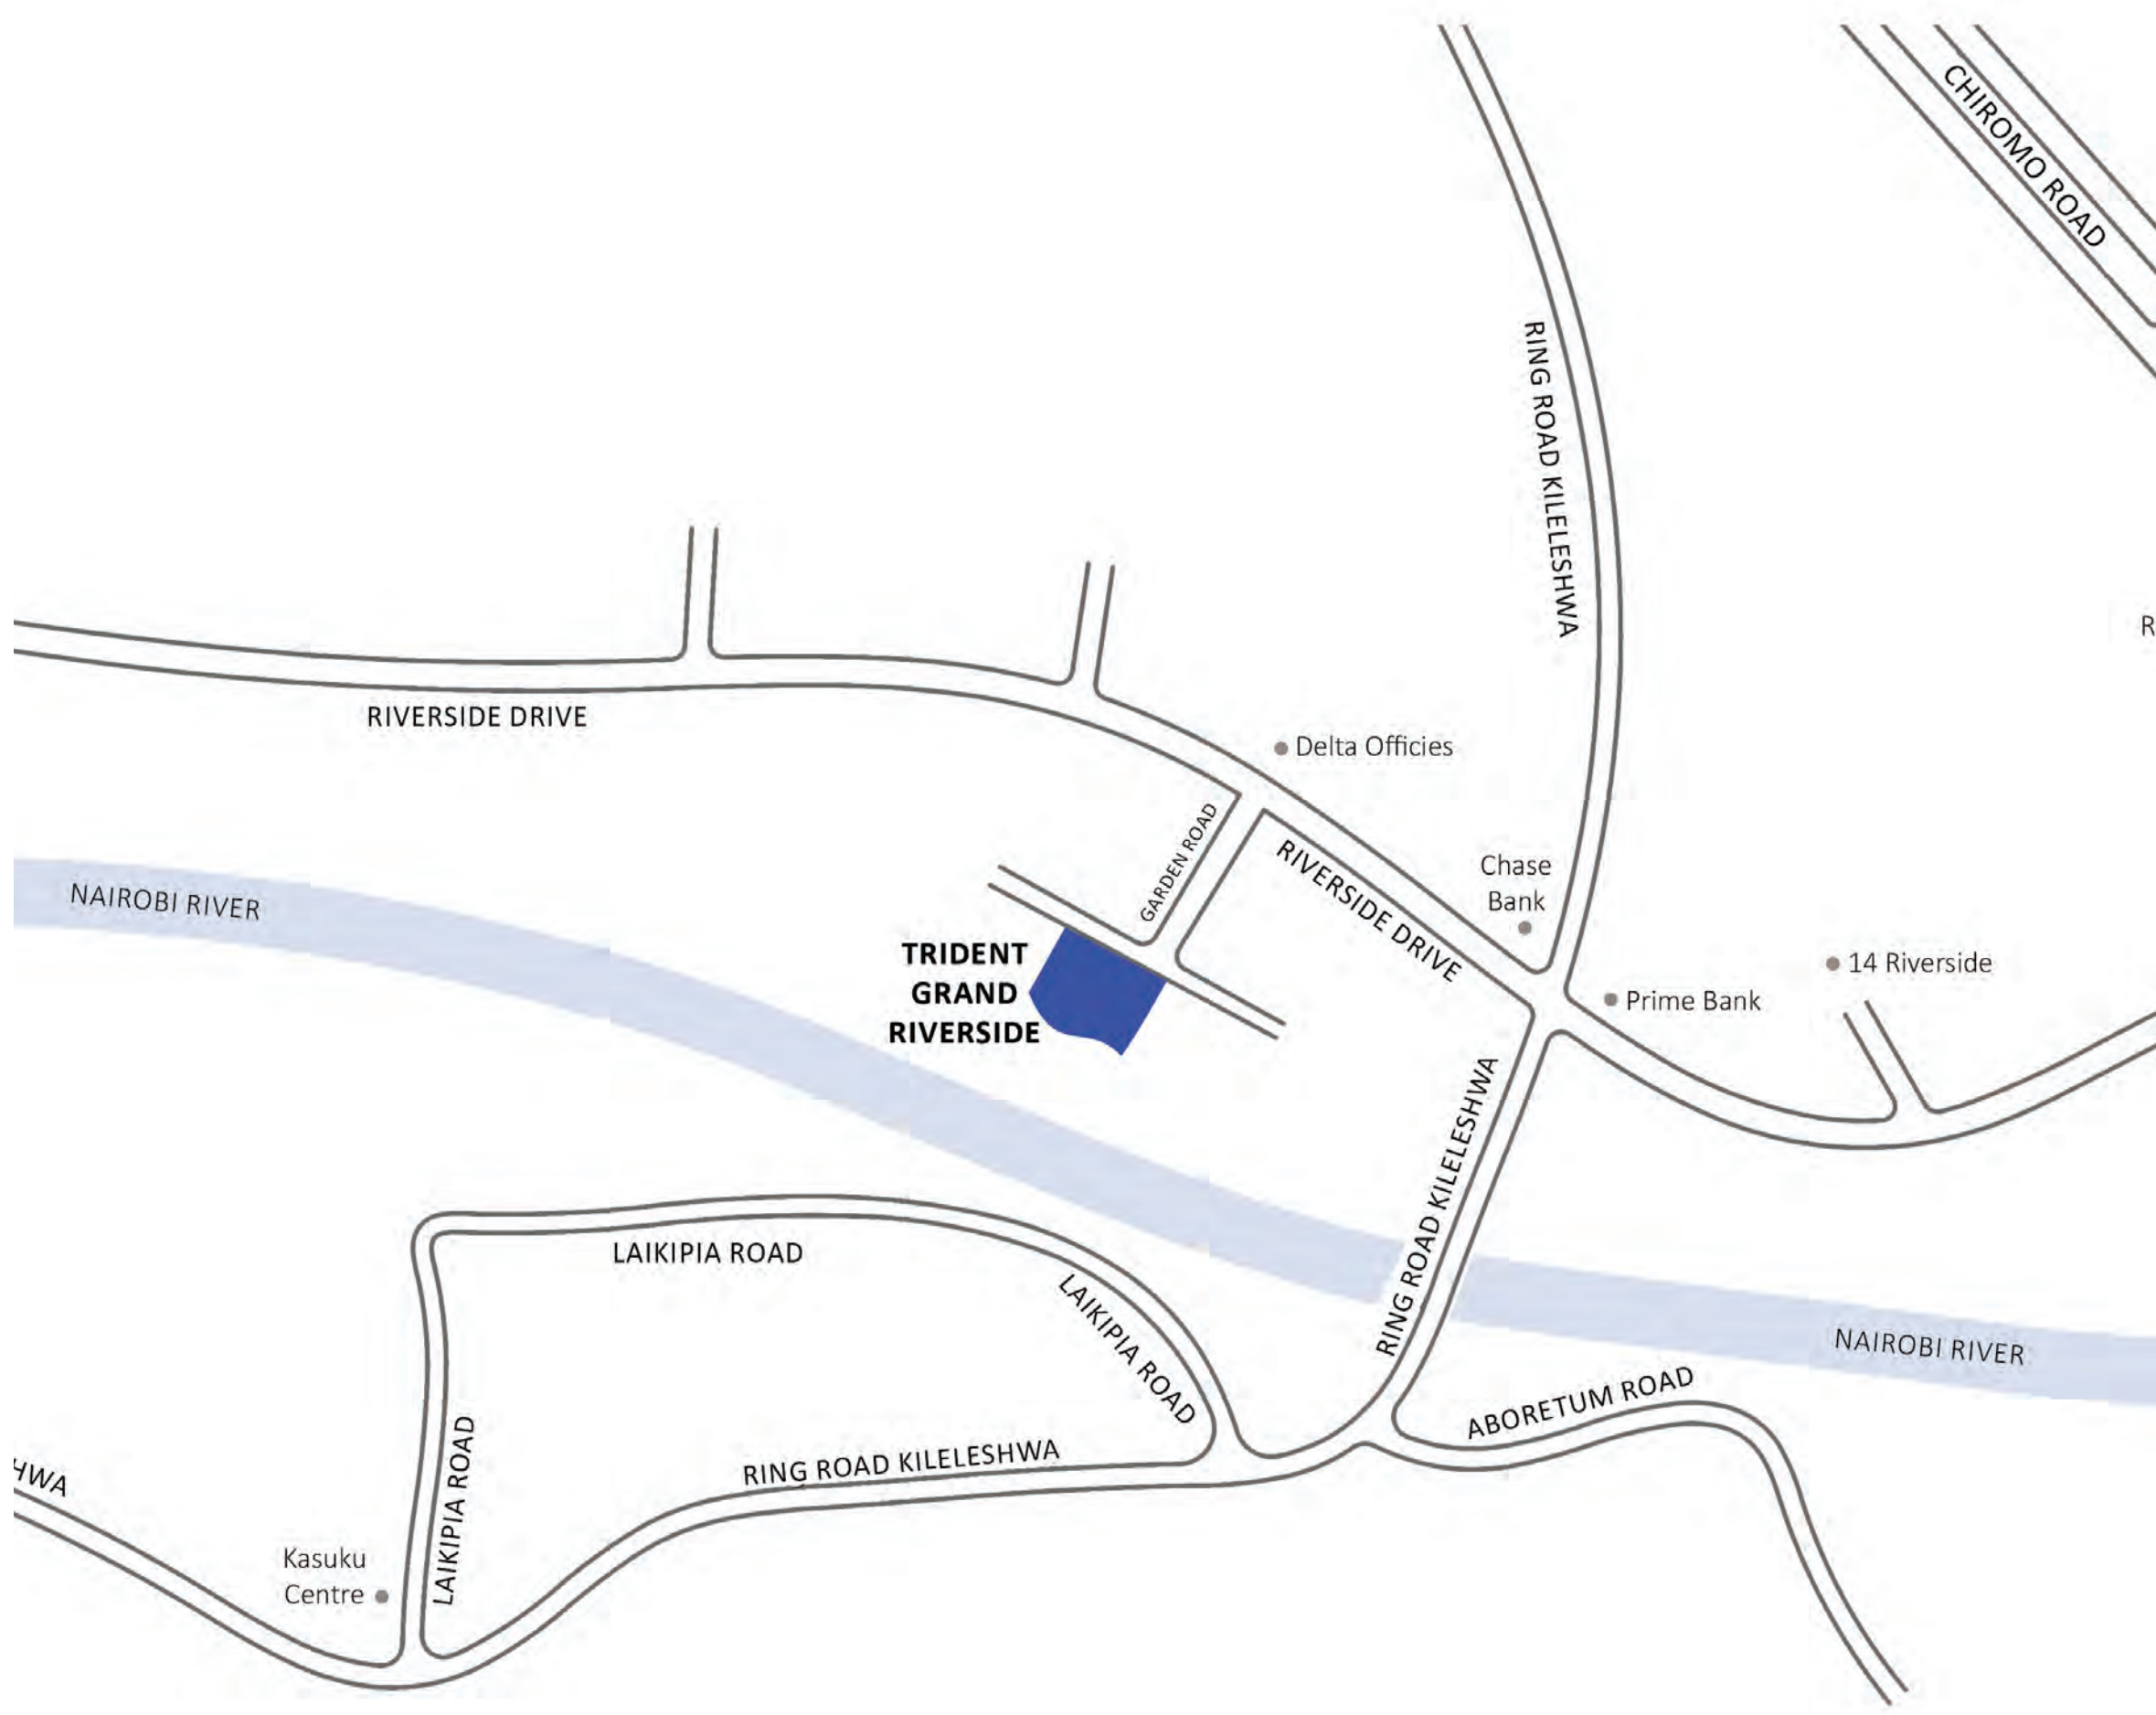 CHIROMO ROAD
RING ROAD KILELESHWA
R
RIVERSIDE DRIVE
Delta Officies
GARDEN ROAD
RIVERSIDE DRIVE
Chase
Bank
NAIROBI RIVER
TRIDENT
GRAND
RIVERSIDE
14 Riverside
Prime Bank
RING ROAD KILELESHWA
LAIKIPIA ROAD
LAIKIPIA ROAD
NAIROBI RIVER
ABORETUM ROAD
RING ROAD KILELESHWA
LAIKIPIA ROAD
HWA
Kasuku
Centre